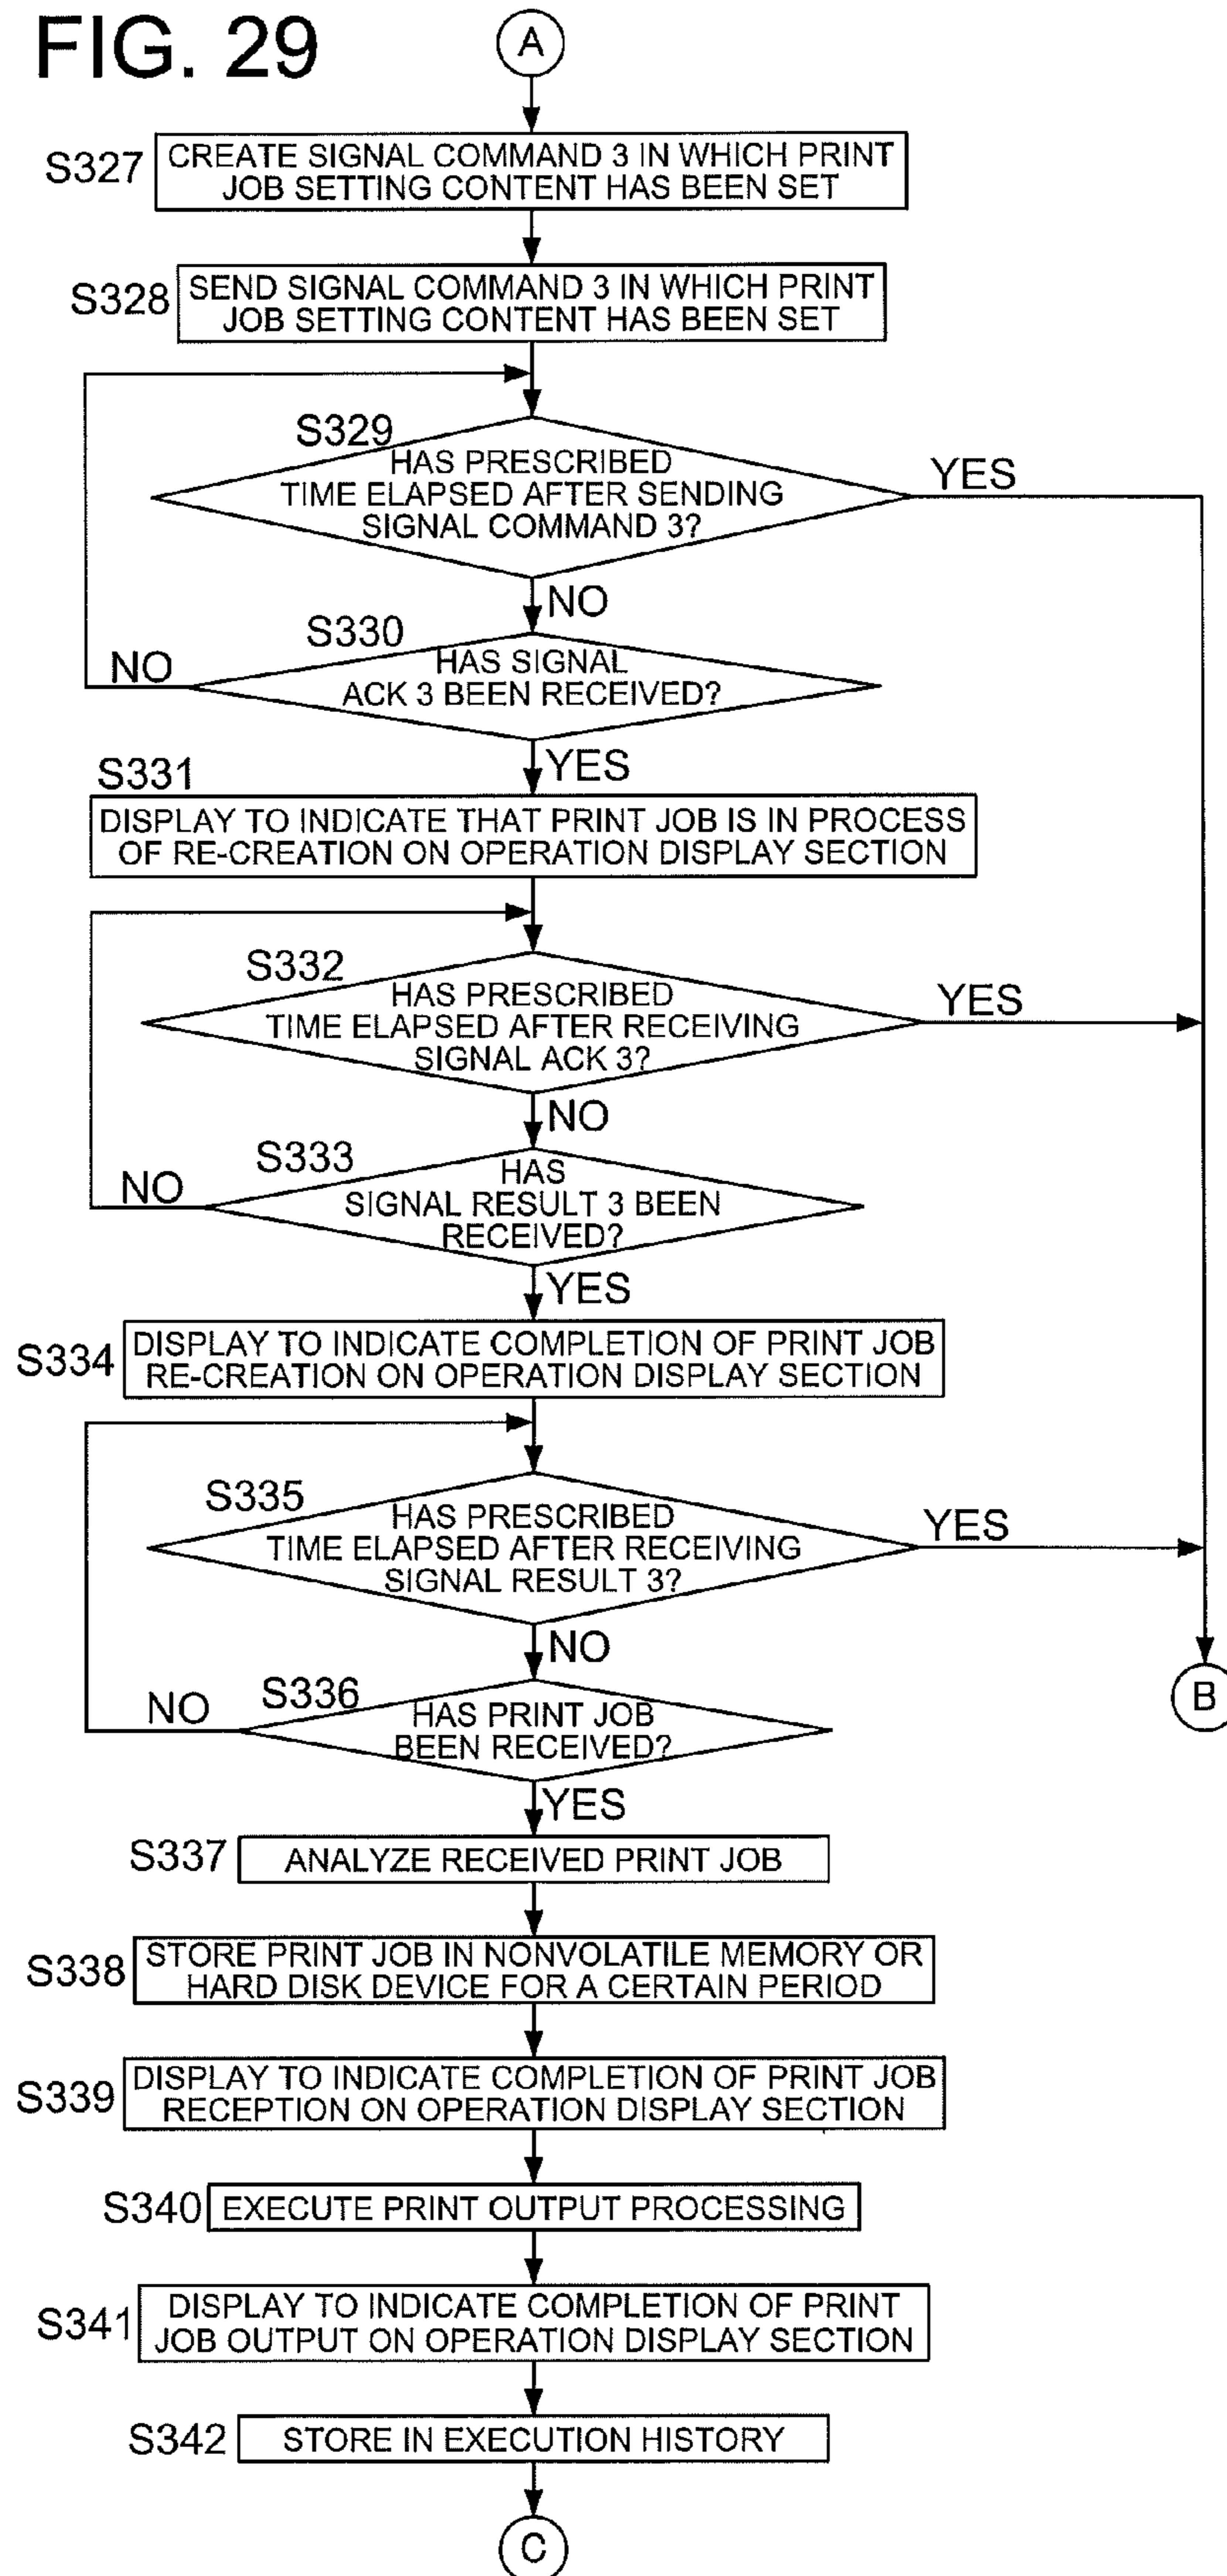 FIG. 29
A
S327
CREATE SIGNAL COMMAND 3 IN WHICH PRINT
JOB SETTING CONTENT HAS BEEN SET
S328
SEND SIGNAL COMMAND 3 IN WHICH PRINT
JOB SETTING CONTENT HAS BEEN SET
S329
HAS PRESCRIBED
TIME ELAPSED AFTER SENDING
SIGNAL COMMAND 3?
YES
NO
S330
HAS SIGNAL
ACK 3 BEEN RECEIVED?
NO
YES
S331
DISPLAY TO INDICATE THAT PRINT JOB IS IN PROCESS
OF RE-CREATION ON OPERATION DISPLAY SECTION
S332
HAS PRESCRIBED
TIME ELAPSED AFTER RECEIVING
SIGNAL ACK 3?
YES
NO
S333
HAS
SIGNAL RESULT 3 BEEN
RECEIVED?
NO
YES
S334
DISPLAY TO INDICATE COMPLETION OF PRINT JOB
RE-CREATION ON OPERATION DISPLAY SECTION
S335
HAS PRESCRIBED
TIME ELAPSED AFTER RECEIVING
SIGNAL RESULT 3?
YES
NO
B
S336
HAS PRINT JOB
BEEN RECEIVED?
NO
YES
S337
ANALYZE RECEIVED PRINT JOB
S338
STORE PRINT JOB IN NONVOLATILE MEMORY OR
HARD DISK DEVICE FOR A CERTAIN PERIOD
S339
DISPLAY TO INDICATE COMPLETION OF PRINT JOB
RECEPTION ON OPERATION DISPLAY SECTION
S340
EXECUTE PRINT OUTPUT PROCESSING
S341
DISPLAY TO INDICATE COMPLETION OF PRINT
JOB OUTPUT ON OPERATION DISPLAY SECTION
S342
STORE IN EXECUTION HISTORY
C